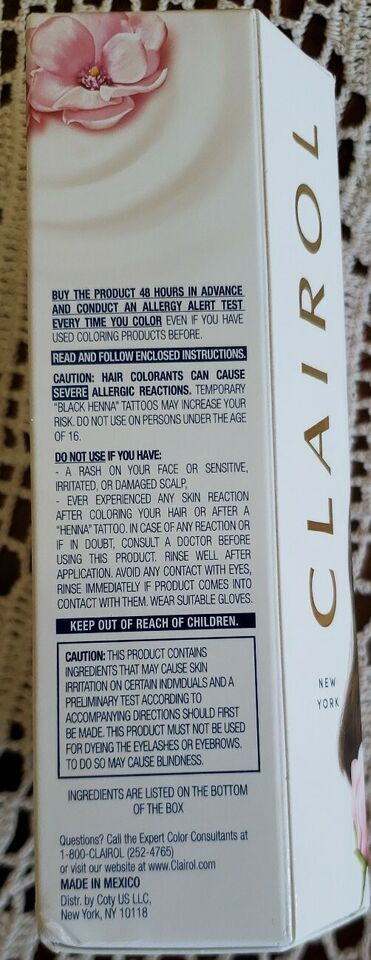 BUY THE PRODUCT 48 HOURS IN ADVANCE
AND CONDUCT AN ALLERGY ALERT TEST
EVERY TIME YOU COLOR EVEN IF YOU HAVE
USED COLORING PRODUCTS BEFORE.
READ AND FOLLOW ENCLOSED INSTRUCTIONS.
CAUTION: HAIR COLORANTS CAN CAUSE
SEVERE ALLERGIC REACTIONS. TEMPORARY
"BLACK HENNA" TATTOOS MAY INCREASE YOUR
RISK. DO NOT USE ON PERSONS UNDER THE AGE
OF 16.
DO NOT USE IF YOU HAVE:
- A RASH ON YOUR FACE OR SENSITIVE,
IRRITATED, OR DAMAGED SCALP,
- EVER EXPERIENCED ANY SKIN REACTION
AFTER COLORING YOUR HAIR OR AFTER A
"HENNA" TATTOO. IN CASE OF ANY REACTION OR
IF IN DOUBT, CONSULT A DOCTOR BEFORE
USING THIS PRODUCT. RINSE WELL AFTER
APPLICATION. AVOID ANY CONTACT WITH EYES,
RINSE IMMEDIATELY IF PRODUCT COMES INTO
CONTACT WITH THEM. WEAR SUITABLE GLOVES.
KEEP OUT OF REACH OF CHILDREN.
CAUTION: THIS PRODUCT CONTAINS
INGREDIENTS THAT MAY CAUSE SKIN
IRRITATION ON CERTAIN INDIVIDUALS AND A
PRELIMINARY TEST ACCORDING TO
ACCOMPANYING DIRECTIONS SHOULD FIRST
BE MADE. THIS PRODUCT MUST NOT BE USED
FOR DYEING THE EYELASHES OR EYEBROWS.
TO DO SO MAY CAUSE BLINDNESS.
INGREDIENTS ARE LISTED ON THE BOTTOM
OF THE BOX
Questions? Call the Expert Color Consultants at
1-800-CLAIROL (252-4765)
or visit our website at www.Clairol.com
MADE IN MEXICO
Distr. by Coty US LLC,
New York, NY 10118
CLAIROL
NEW
YORK